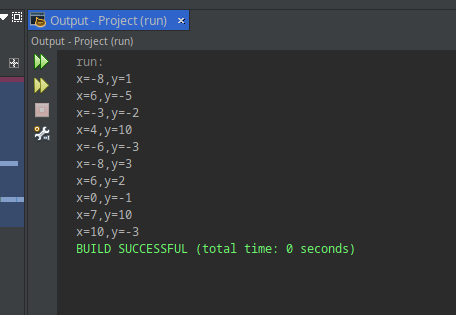 Output - Project (run) ×
Output - Project (run)
run:
x=-8,y=1
x=6,y=-5
x=-3,y=-2
x=4,y=10
x=-6,y=-3
x=-8,y=3
x=6,y=2
x=0,y=-1
x=7,y=10
x=10,y=-3
BUILD SUCCESSFUL (total time: 0 seconds)